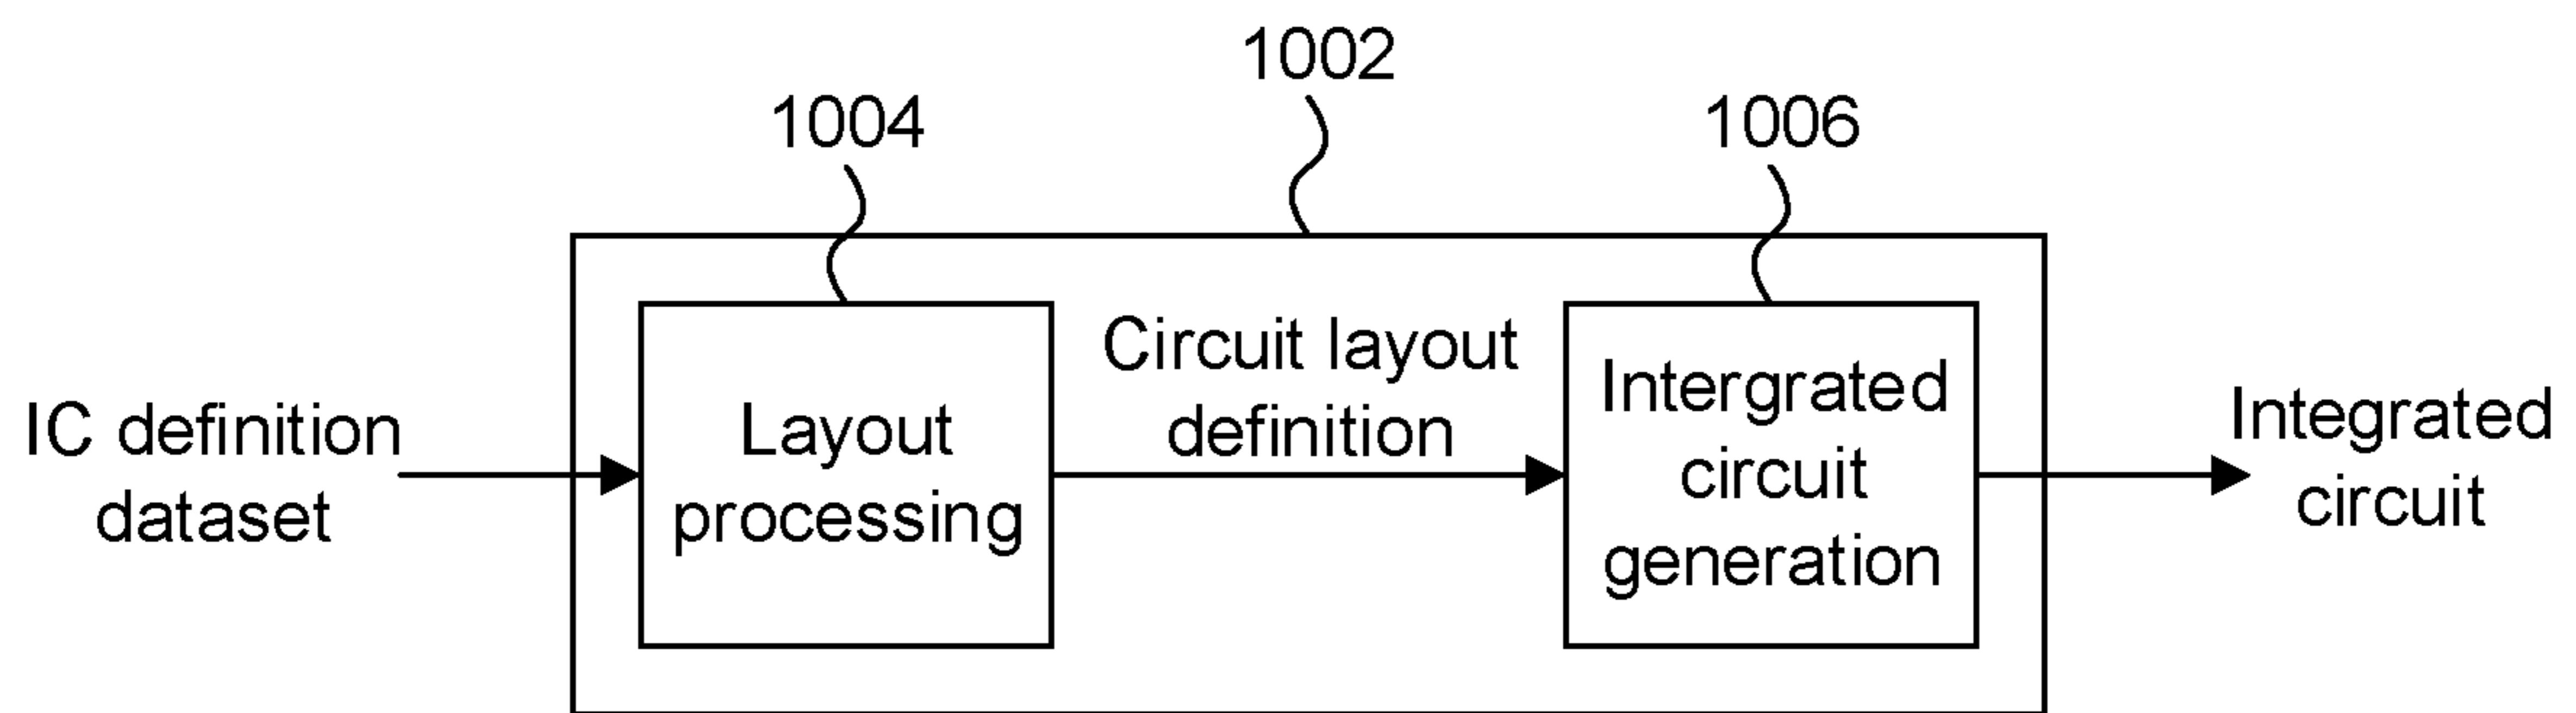 1002
1004
1006
IC definition
dataset
Layout
processing
Circuit layout
definition
Intergrated
circuit
generation
Integrated
circuit